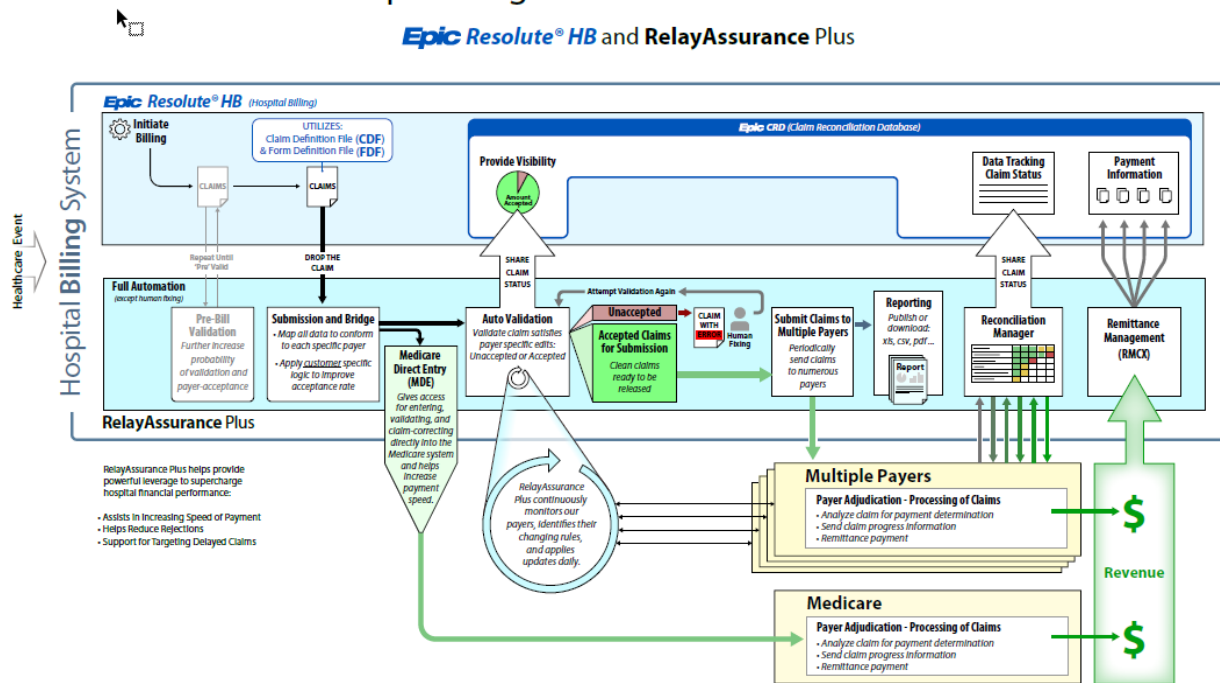 Epic Resolute® HB and RelayAssurance Plus
Healthcare Event
Hospital Billing System
Epic Resolute® HB (Hospital Billing)
Initiate
Billing
UTILIZES:
Claim Definition File (CDF)
& Form Definition File (FDF)
CLAIMS
CLAIMS
Epic CRD (Claim Reconciliation Database)
Provide Visibility
Amount
Accepted
Data Tracking
Claim Status
Payment
Information
Repeat Until
'Pre' Valid
DROP THE
CLAIM
SHARE
CLAIM
STATUS
SHARE
CLAIM
STATUS
Full Automation
(except human fixing)
Pre-Bill
Validation
Further increase
probability
of validation and
payer-acceptance
Submission and Bridge
• Map all data to conform
to each specific payer
• Apply customer specific
logic to improve
acceptance rate
Medicare
Direct Entry
(MDE)
Gives access
for entering,
validating, and
claim-correcting
directly into the
Medicare system
and helps
increase
payment
speed.
Auto Validation
Validate claim satisfies
payer specific edits:
Unaccepted or Accepted
Attempt Validation Again
Unaccepted
Accepted Claims
for Submission
Clean claims
ready to be
released
CLAIM
WITH
ERROR
Human
Fixing
Submit Claims to
Multiple Payers
Periodically
send claims
to numerous
payers
Reporting
Publish or
download:
xls, csv, pdf ...
Report
Reconciliation
Manager
Remittance
Management
(RMCX)
RelayAssurance Plus
RelayAssurance Plus helps provide
powerful leverage to supercharge
hospital financial performance:
• Assists in Increasing Speed of Payment
• Helps Reduce Rejections
• Support for Targeting Delayed Claims
RelayAssurance
Plus continuously
monitors our
payers, identifies their
changing rules,
and applies
updates daily.
Multiple Payers
Payer Adjudication - Processing of Claims
• Analyze claim for payment determination
• Send claim progress information
• Remittance payment
$
Revenue
Medicare
Payer Adjudication - Processing of Claims
• Analyze claim for payment determination
• Send claim progress information
• Remittance payment
$